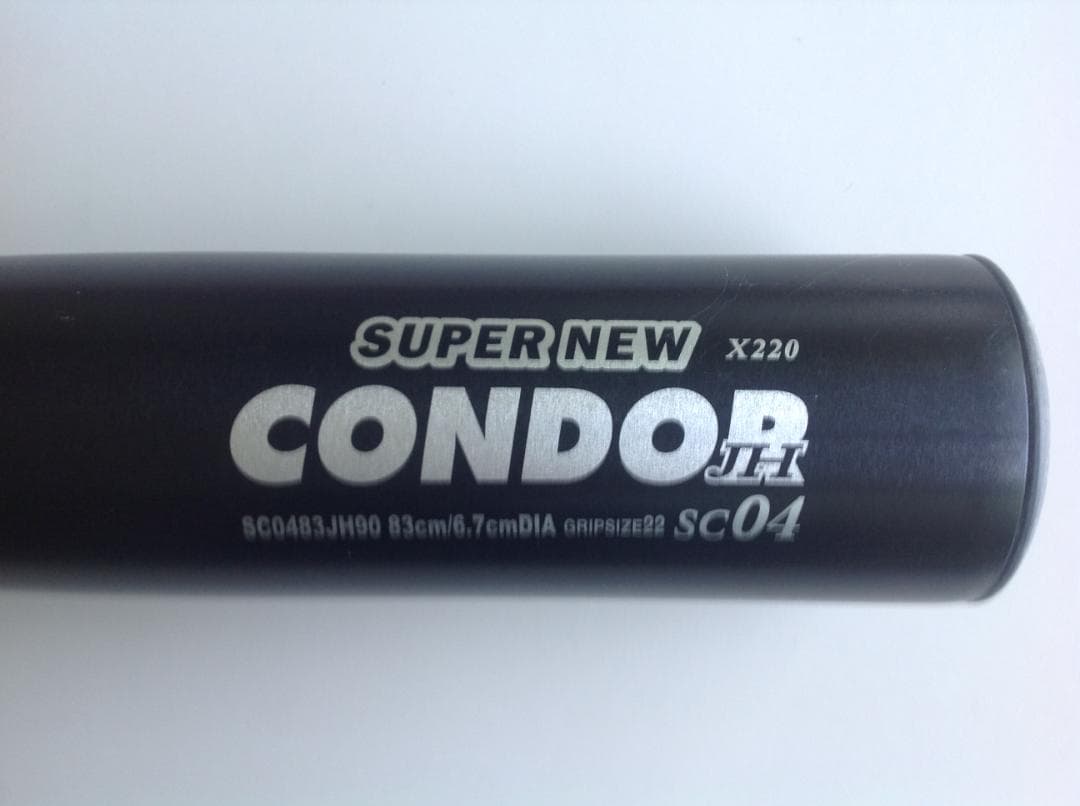 SUPER NEW X220
CONDOR
JH
SC0483JH90 83cm/6.7cmDIA GRIPSIZE22 SC04